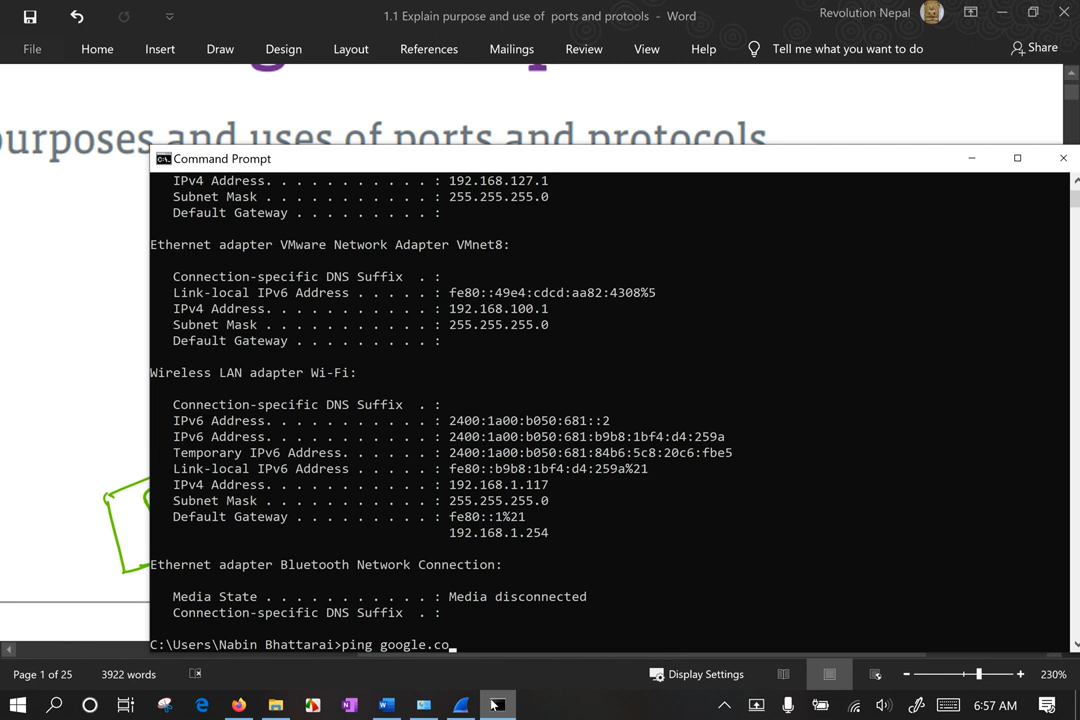 1.1 Explain purpose and use of ports and protools - Word
Revolution Nepal
File Home Insert Draw Design Layout References Mailings Review View Help Tell me what you want to do Share
purposes and uses of ports and protocols
Command Prompt
IPv4 Address. . . . . . . . . . . : 192.168.127.1
Subnet Mask . . . . . . . . . . . : 255.255.255.0
Default Gateway . . . . . . . . . :
Ethernet adapter VMware Network Adapter VMnet8:
Connection-specific DNS Suffix . :
Link-local IPv6 Address . . . . . : fe80::49e4:cdcd:aa82:4308%5
IPv4 Address. . . . . . . . . . . : 192.168.100.1
Subnet Mask . . . . . . . . . . . : 255.255.255.0
Default Gateway . . . . . . . . . :
Wireless LAN adapter Wi-Fi:
Connection-specific DNS Suffix . :
IPv6 Address. . . . . . . . . . . : 2400:1a00:b050:681::2
IPv6 Address. . . . . . . . . . . : 2400:1a00:b050:681:b9b8:1bf4:d4:259a
Temporary IPv6 Address. . . . . . : 2400:1a00:b050:681:84b6:5c8:20c6:fbe5
Link-local IPv6 Address . . . . . : fe80::b9b8:1bf4:d4:259a%21
IPv4 Address. . . . . . . . . . . : 192.168.1.117
Subnet Mask . . . . . . . . . . . : 255.255.255.0
Default Gateway . . . . . . . . . : fe80::1%21
192.168.1.254
Ethernet adapter Bluetooth Network Connection:
Media State . . . . . . . . . . . : Media disconnected
Connection-specific DNS Suffix . :
C:\Users\Nabin Bhattarai>ping google.co_
Page 1 of 25 3922 words Display Settings 230%
6:57 AM